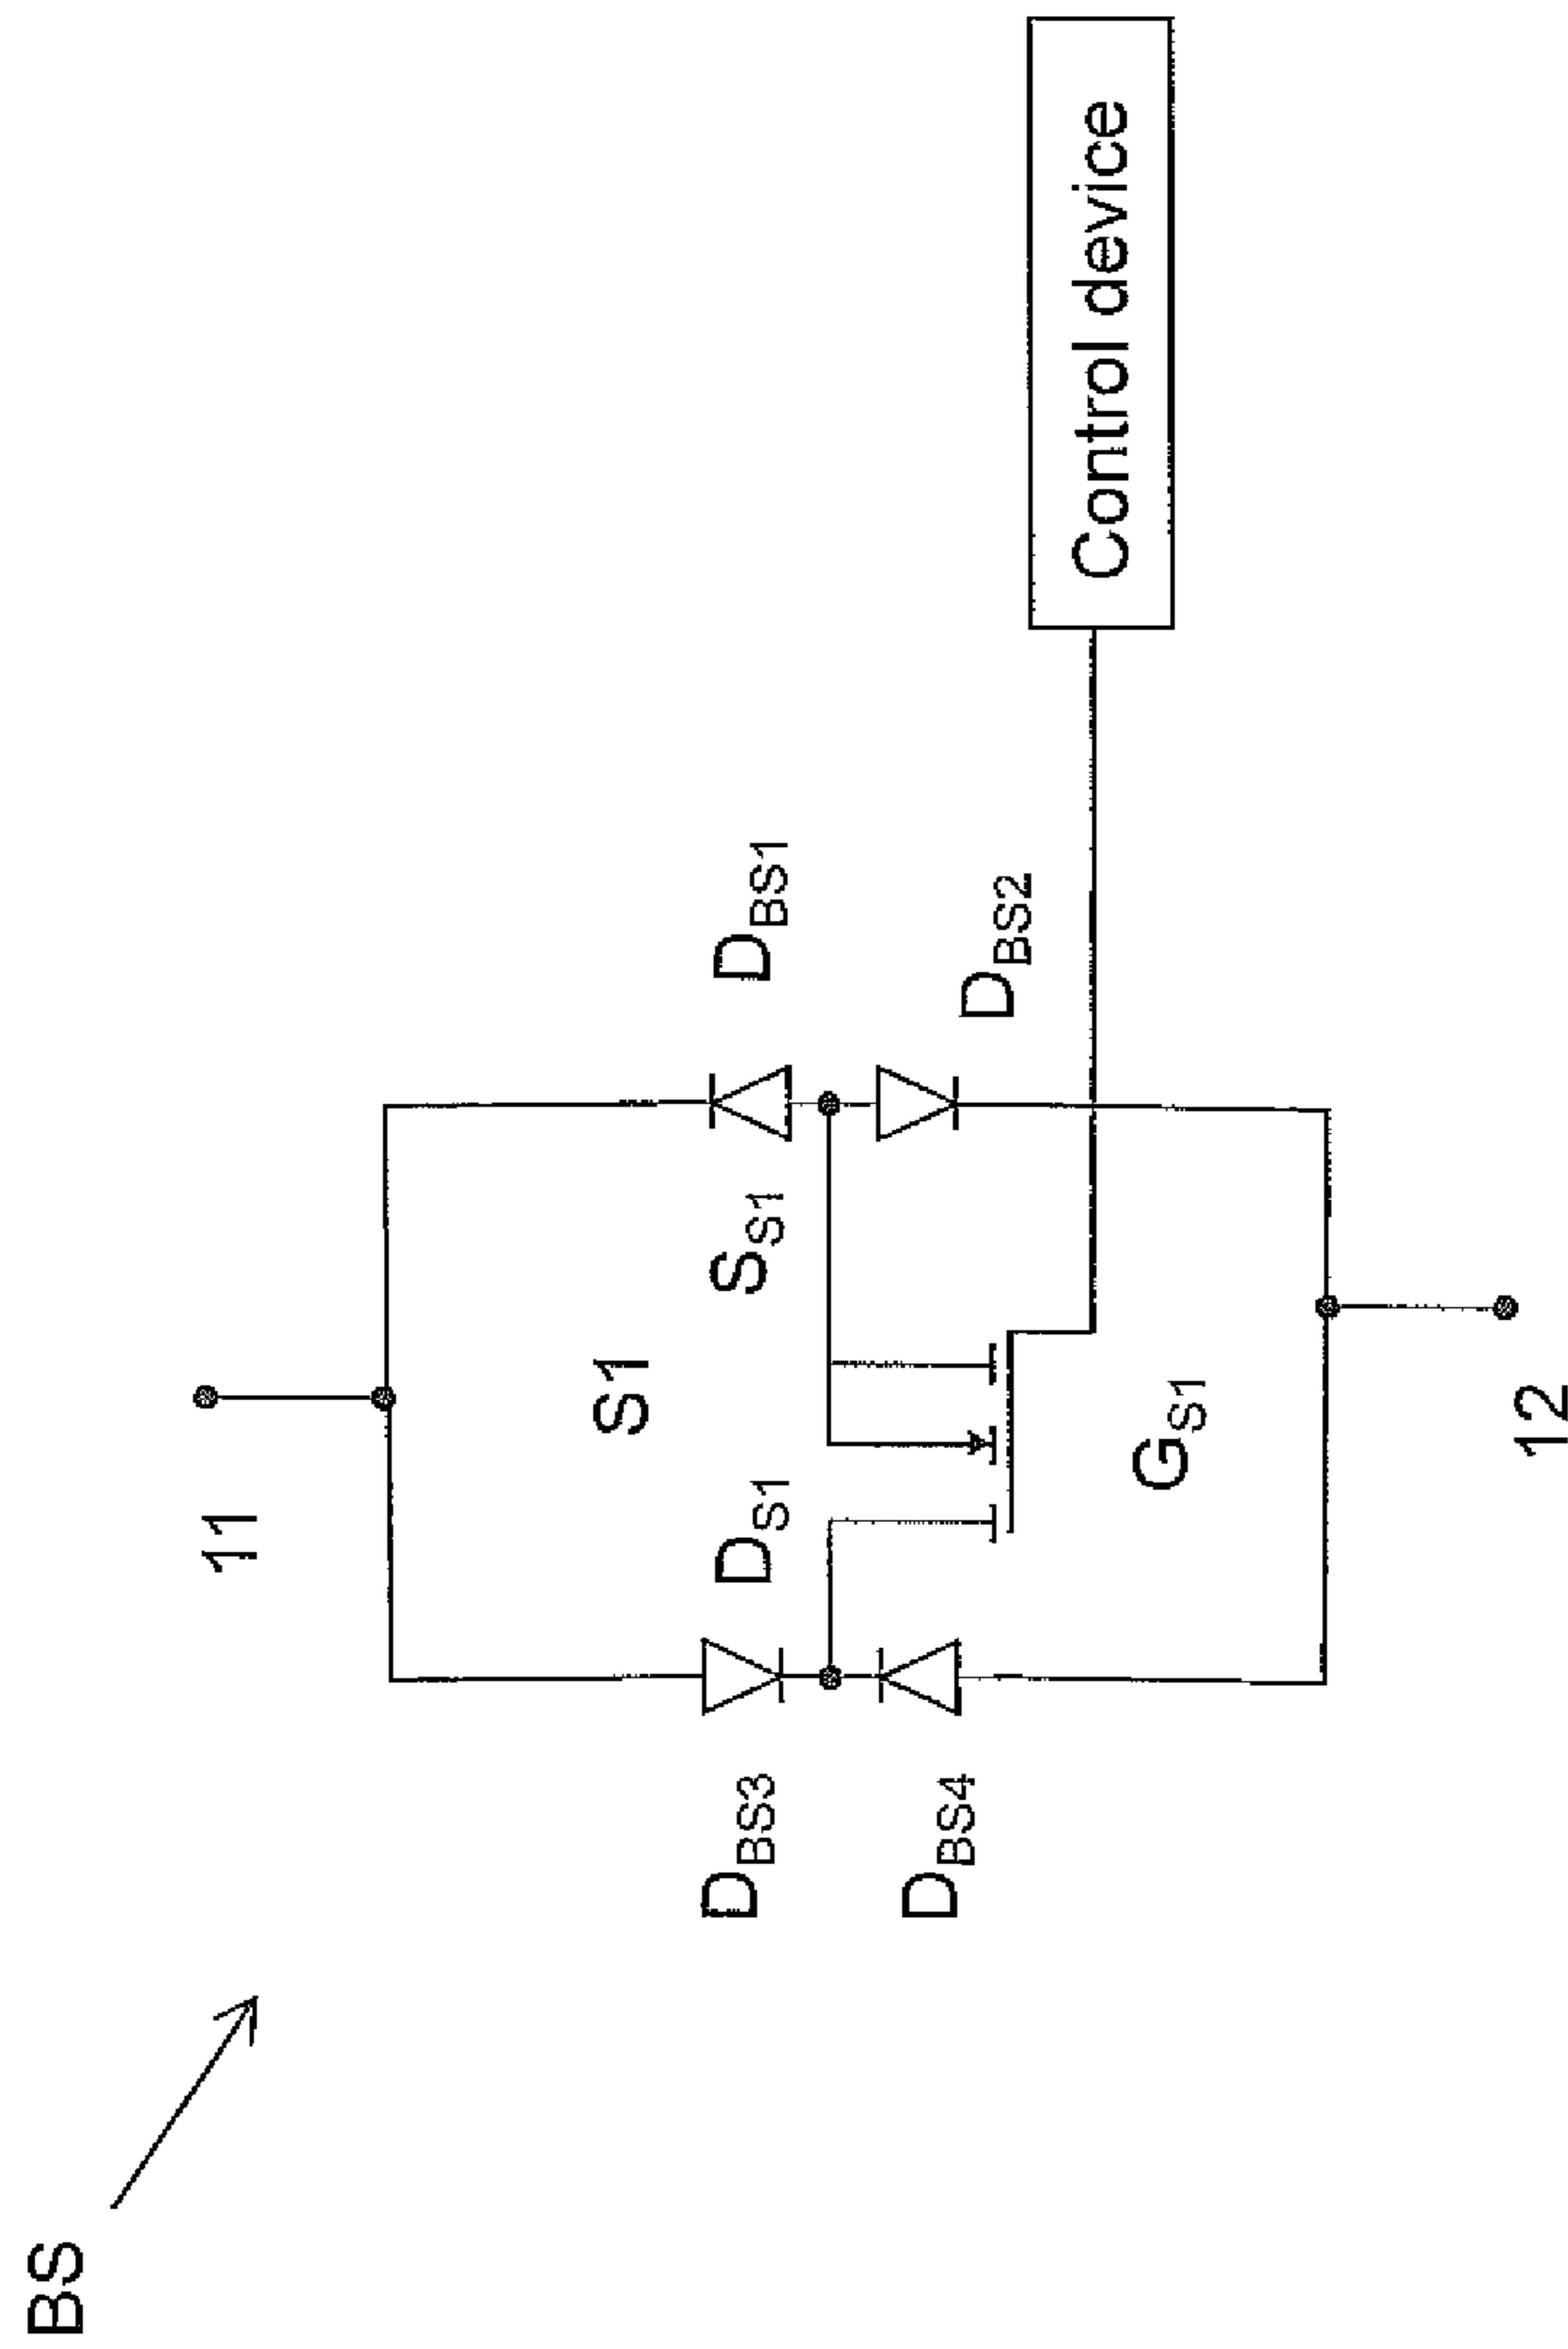 BS
11
S1
D_BS3
D_S1
S_S1
D_BS1
D_BS4
D_BS2
Control device
G_S1
12